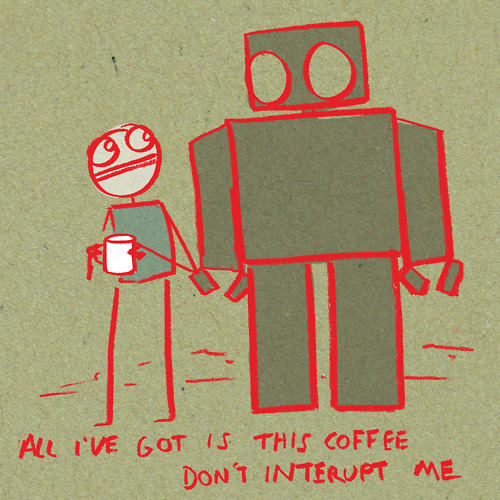 ALL I'VE GOT IS THIS COFFEE
DON'T INTERUPT ME